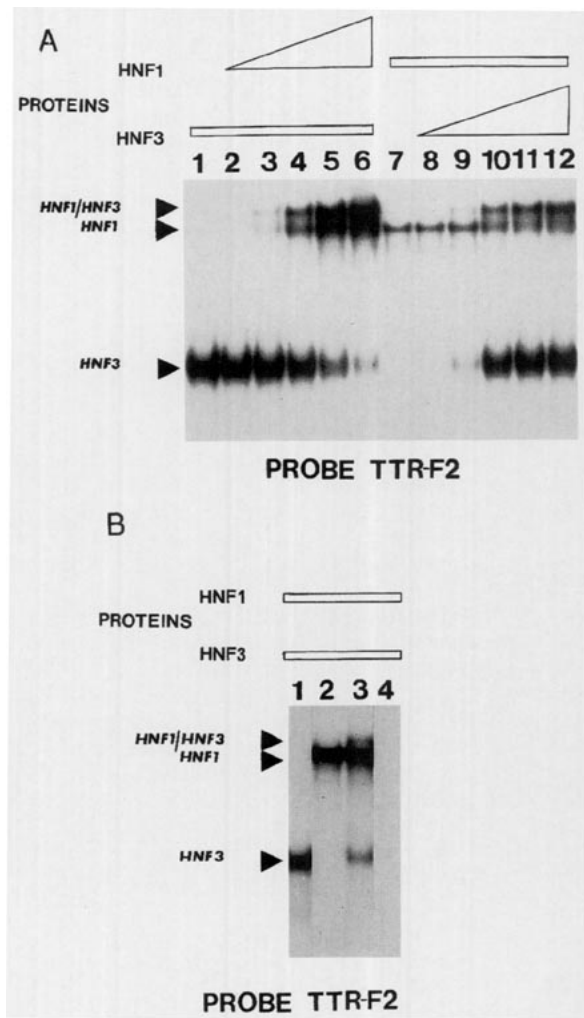 A
HNF1
PROTEINS
HNF3
1 2 3 4 5 6 7 8 9 10 11 12
HNF1/HNF3
HNF1
HNF3
PROBE TTR-F2
B
HNF1
PROTEINS
HNF3
1 2 3 4
HNF1/HNF3
HNF1
HNF3
PROBE TTR-F2